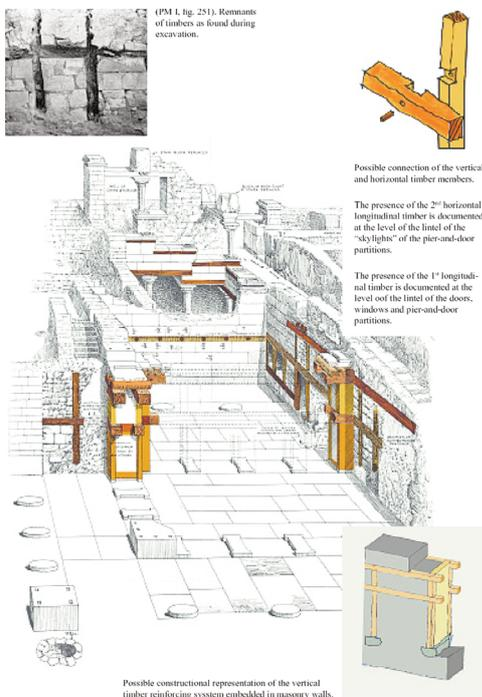 (PM I, fig. 251). Remnants
of timbers as found during
excavation.
Possible connection of the vertical
and horizontal timber members.
The presence of the 2nd horizontal
longitudinal timber is documented
at the level of the lintel of the
“skylights” of the pier-and-door
partitions.
The presence of the 1st longitudi-
nal timber is documented at the
level oof the lintel of the doors,
windows and pier-and-door
partitions.
Possible constructional representation of the vertical
timber reinforcing sysstem embedded in masonry walls.